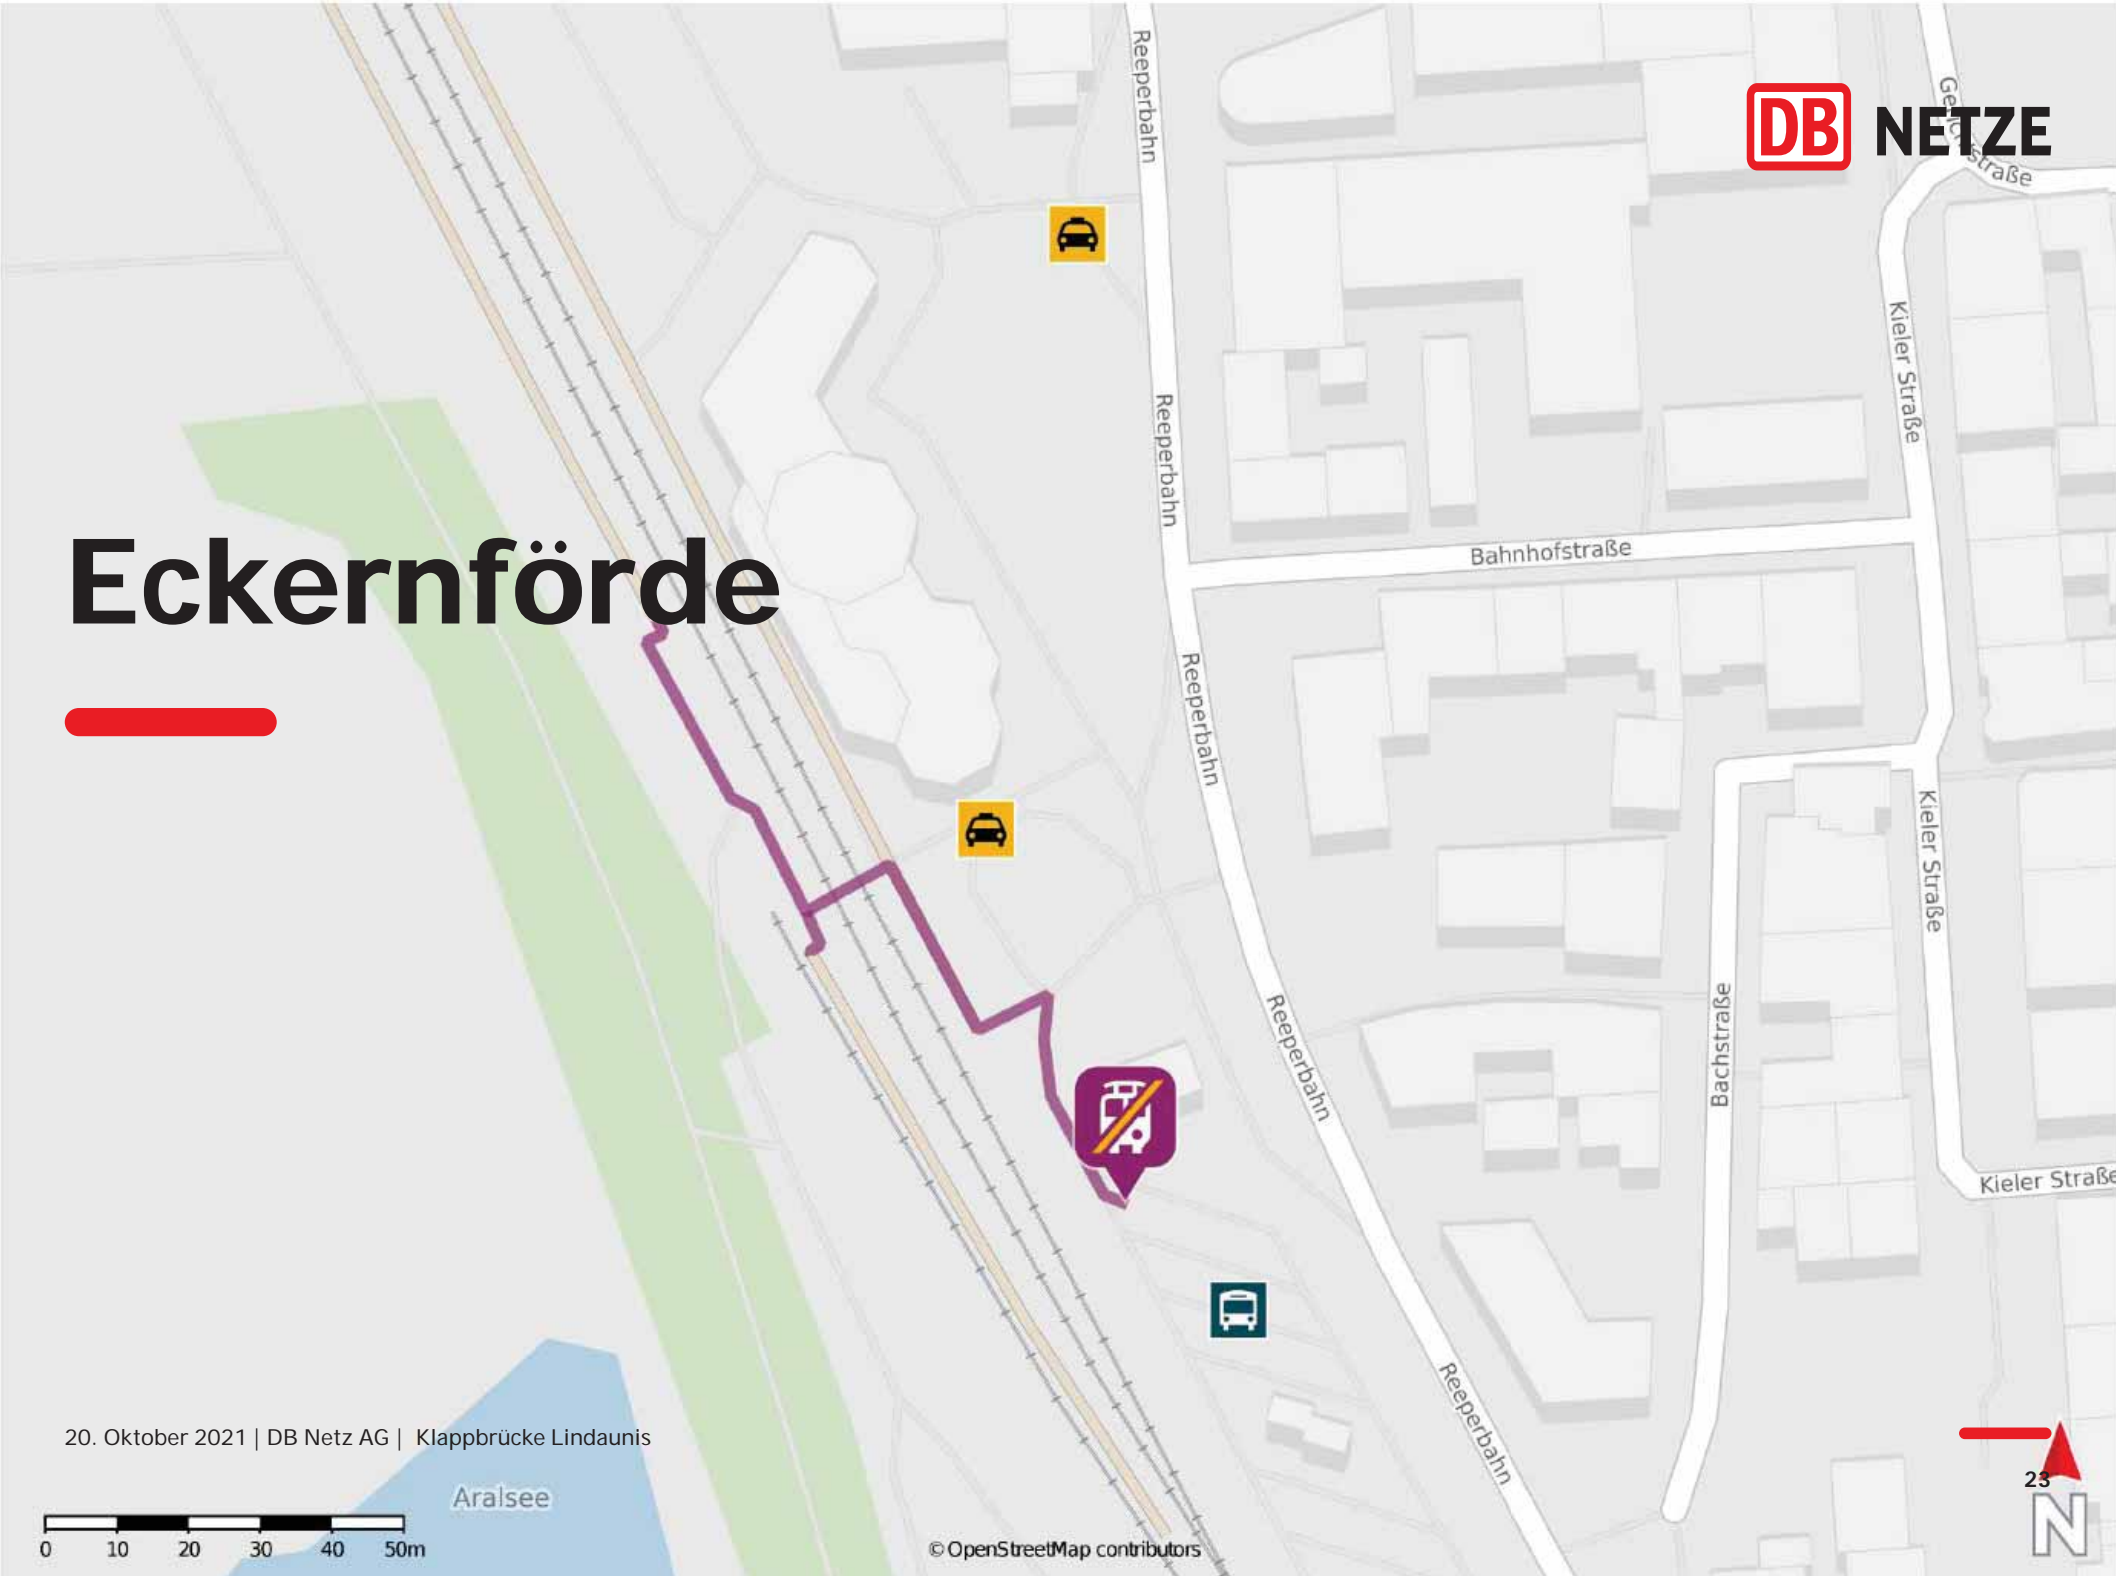 Reeperbahn
DB NETZE
Gerichtstraße
Kieler Straße
Reeperbahn
Bahnhofstraße
Eckernförde
Reeperbahn
Kieler Straße
Bachstraße
Reeperbahn
Kieler Straße
Reeperbahn
20. Oktober 2021 | DB Netz AG | Klappbrücke Lindaunis
23
Aralsee
N
0 10 20 30 40 50m
© OpenStreetMap contributors